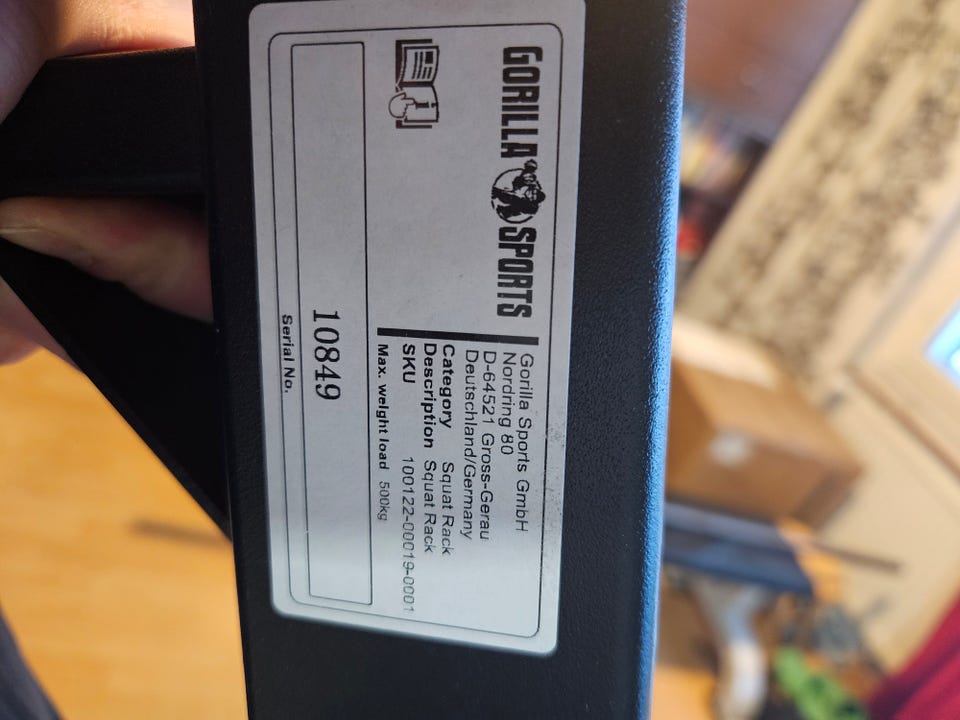 GORILLA SPORTS
Gorilla Sports GmbH
Nordring 80
D-64521 Gross-Gerau
Deutschland/Germany
Category Squat Rack
Description Squat Rack
SKU 100122-00019-0001
Max. weight load 500kg
10849
Serial No.